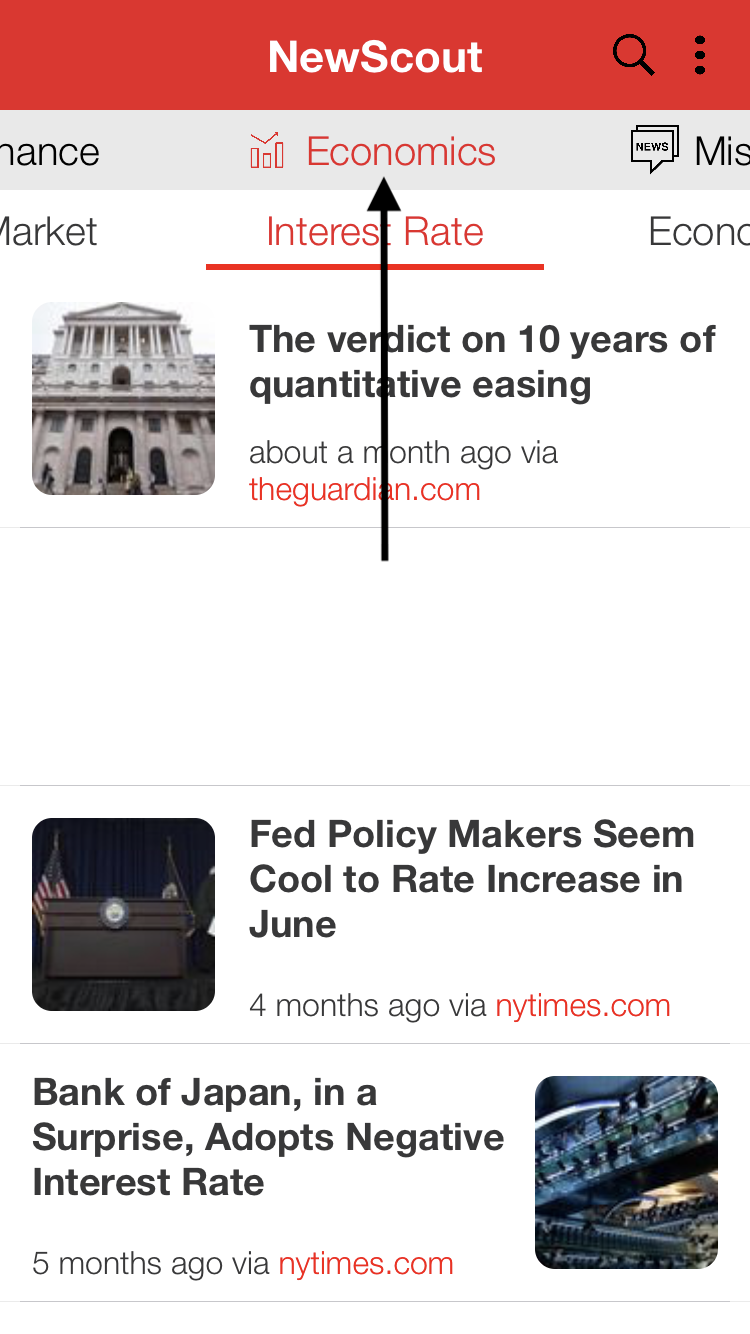 NewScout
nance Economics NEWS Mis
Market Interest Rate Econo
The verdict on 10 years of
quantitative easing
about a month ago via
theguardian.com
Fed Policy Makers Seem
Cool to Rate Increase in
June
4 months ago via nytimes.com
Bank of Japan, in a
Surprise, Adopts Negative
Interest Rate
5 months ago via nytimes.com